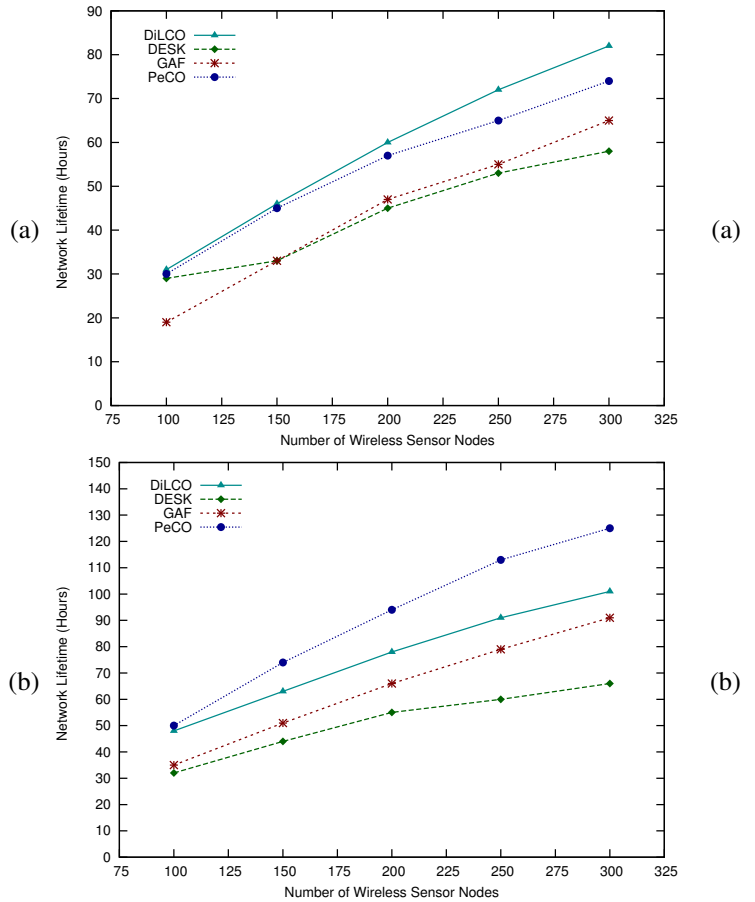 90
80
70
60
50
40
30
20
10
0
Network Lifetime (Hours)
DiLCO
DESK
GAF
PeCO
(a)
(a)
75 100 125 150 175 200 225 250 275 300 325
Number of Wireless Sensor Nodes
150
140
130
120
110
100
90
80
70
60
50
40
30
20
10
0
Network Lifetime (Hours)
DiLCO
DESK
GAF
PeCO
(b)
(b)
75 100 125 150 175 200 225 250 275 300 325
Number of Wireless Sensor Nodes